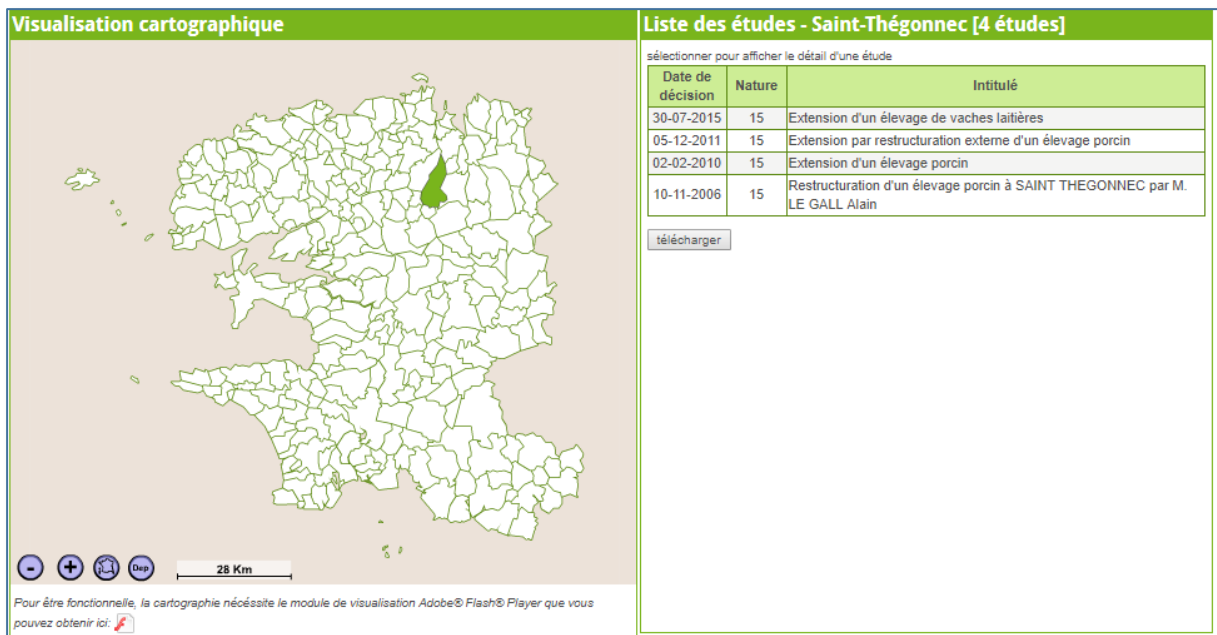 Visualisation cartographique
Dep
28 Km
Pour être fonctionnelle, la cartographie nécéssite le module de visualisation Adobe® Flash® Player que vous
pouvez obtenir ici:
Liste des études - Saint-Thégonnec [4 études]
sélectionner pour afficher le détail d'une étude
Date de décision Nature Intitulé
30-07-2015 15 Extension d'un élevage de vaches laitières
05-12-2011 15 Extension par restructuration externe d'un élevage porcin
02-02-2010 15 Extension d'un élevage porcin
10-11-2006 15 Restructuration d'un élevage porcin à SAINT THEGONNEC par M.
LE GALL Alain
télécharger